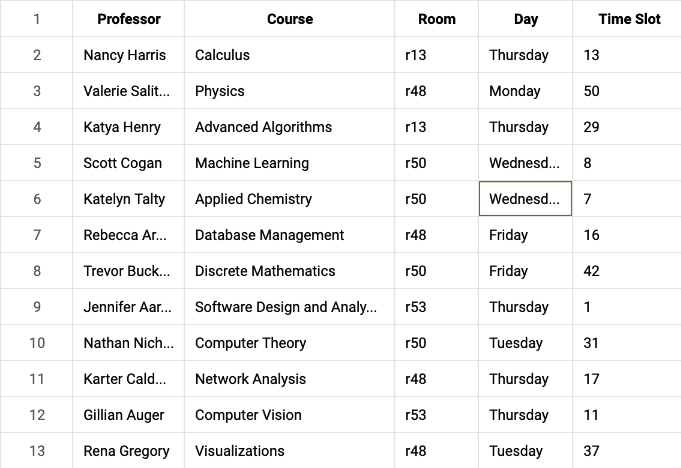 1 Professor Course Room Day Time Slot
2 Nancy Harris Calculus r13 Thursday 13
3 Valerie Salit... Physics r48 Monday 50
4 Katya Henry Advanced Algorithms r13 Thursday 29
5 Scott Cogan Machine Learning r50 Wednesd... 8
6 Katelyn Talty Applied Chemistry r50 Wednesd... 7
7 Rebecca Ar... Database Management r48 Friday 16
8 Trevor Buck... Discrete Mathematics r50 Friday 42
9 Jennifer Aar... Software Design and Analy... r53 Thursday 1
10 Nathan Nich... Computer Theory r50 Tuesday 31
11 Karter Cald... Network Analysis r48 Thursday 17
12 Gillian Auger Computer Vision r53 Thursday 11
13 Rena Gregory Visualizations r48 Tuesday 37